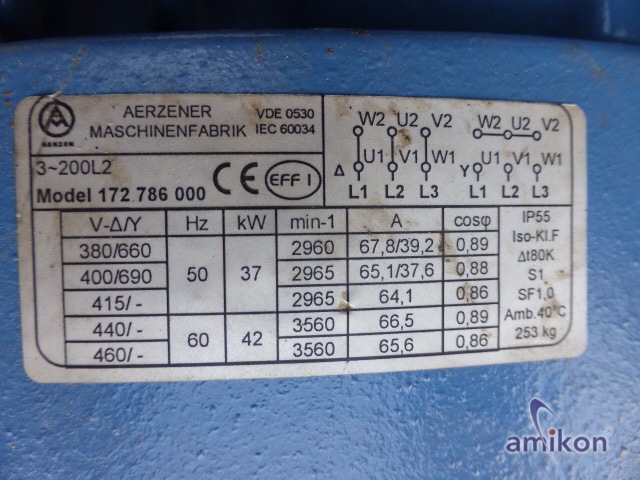 AERZEN
AERZENER
MASCHINENFABRIK
VDE 0530
IEC 60034
3~200L2
Model 172 786 000
CE
EFF I
W2 U2 V2
Δ U1 V1 W1
L1 L2 L3
W2 U2 V2
Y U1 V1 W1
L1 L2 L3
V-Δ/Y Hz kW min-1 A cosφ
380/660 50 37 2960 67,8/39,2 0,89
400/690 2965 65,1/37,6 0,88
415/- 2965 64,1 0,86
440/- 60 42 3560 66,5 0,89
460/- 3560 65,6 0,86
IP55
Iso-Kl.F
Δt80K
S1
SF1,0
Amb.40°C
253 kg
amikon